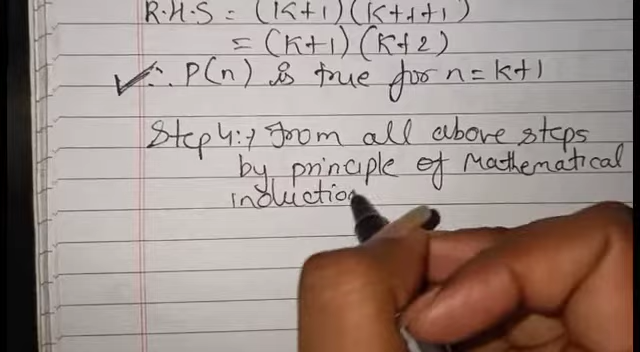 R.H.S = (K+1)(K+1+1)
= (K+1)(K+2)
∴ P(n) is true for n = K+1
Step 4:→ From all above steps
by principle of Mathematical
induction